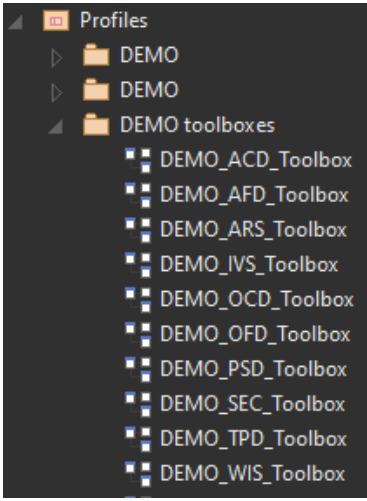 Profiles
DEMO
DEMO
DEMO toolboxes
DEMO_ACD_Toolbox
DEMO_AFD_Toolbox
DEMO_ARS_Toolbox
DEMO_IVS_Toolbox
DEMO_OCD_Toolbox
DEMO_OFD_Toolbox
DEMO_PSD_Toolbox
DEMO_SEC_Toolbox
DEMO_TPD_Toolbox
DEMO_WIS_Toolbox